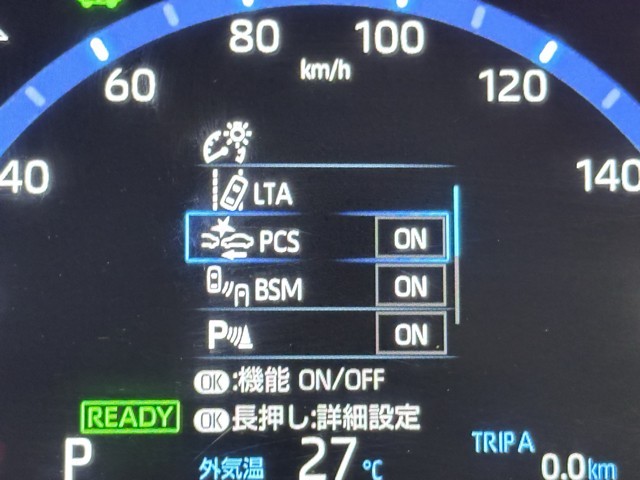 80 100
km/h
60 120
40 140
LTA
PCS ON
BSM ON
P ON
OK:機能 ON/OFF
READY OK長押し:詳細設定
P 外気温 27℃ TRIP A 0.0km